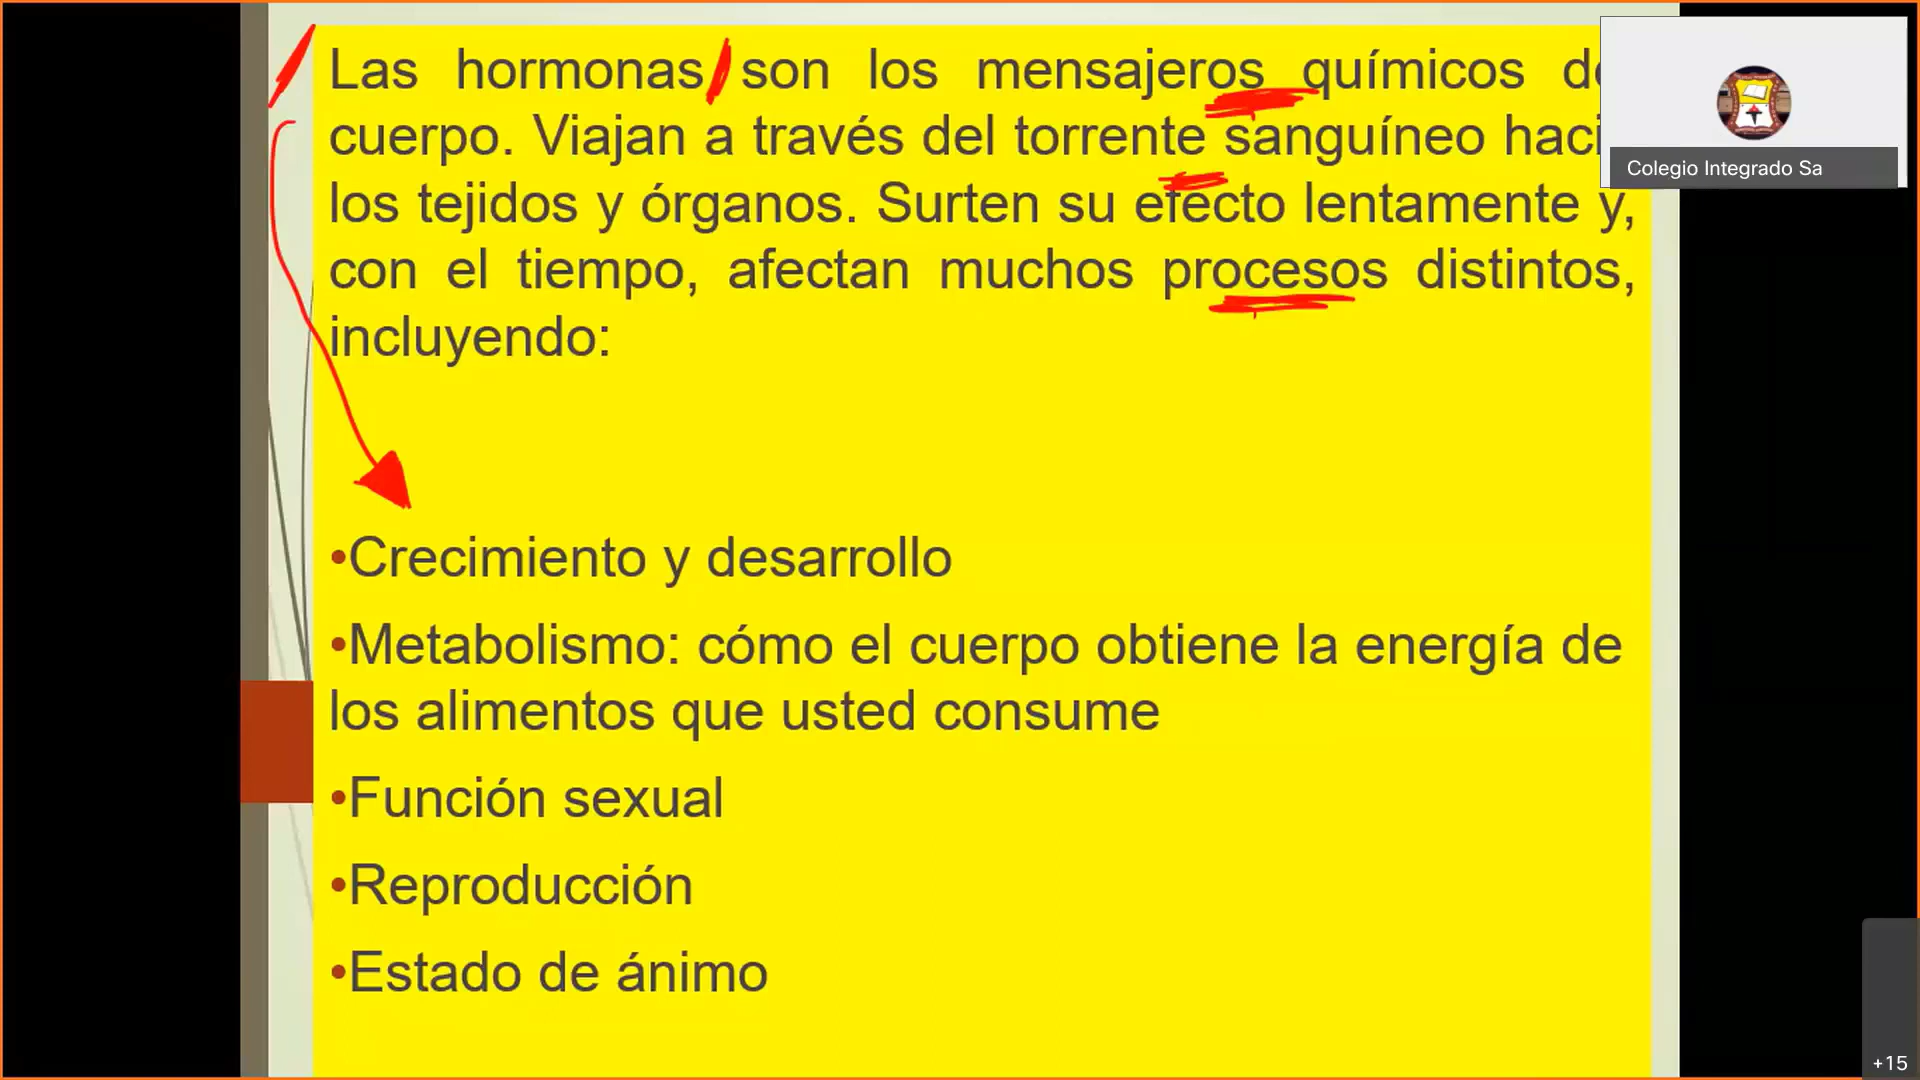 Las hormonas son los mensajeros químicos
cuerpo. Viajan a través del torrente sanguíneo
los tejidos y órganos. Surten su efecto lentamente y,
con el tiempo, afectan muchos procesos distintos,
incluyendo:
•Crecimiento y desarrollo
•Metabolismo: cómo el cuerpo obtiene la energía de
los alimentos que usted consume
•Función sexual
•Reproducción
•Estado de ánimo
Colegio Integrado Sa
+15